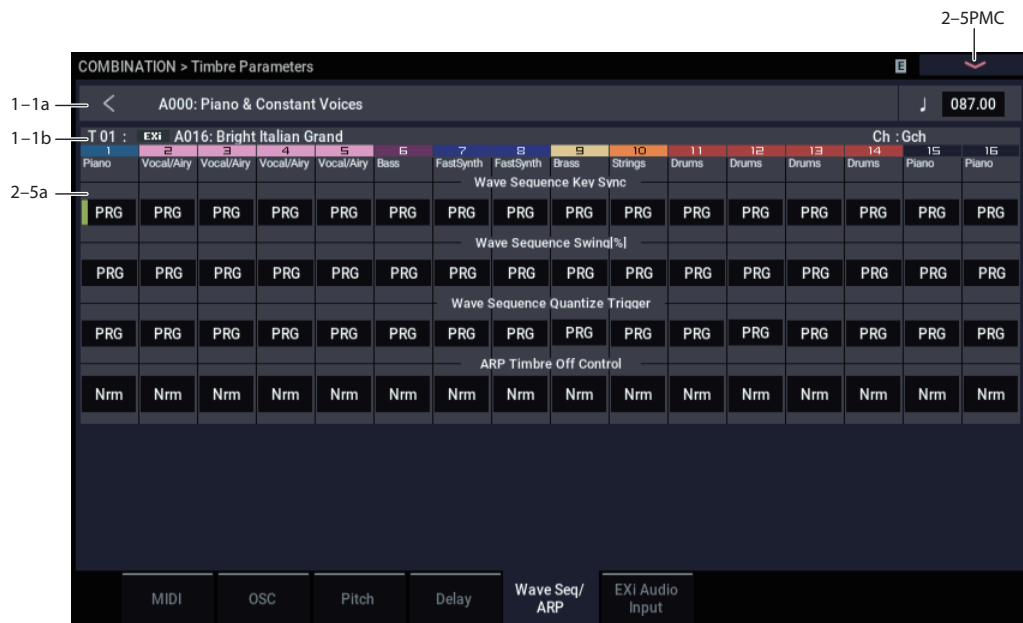 2–5PMC
COMBINATION > Timbre Parameters E
1–1a < A000: Piano & Constant Voices ♩ 087.00
1–1b T 01 : EXi A016: Bright Italian Grand Ch : Gch
1 2 3 4 5 6 7 8 9 10 11 12 13 14 15 16
Piano Vocal/Airy Vocal/Airy Vocal/Airy Vocal/Airy Bass FastSynth FastSynth Brass Strings Drums Drums Drums Drums Piano Piano
2–5a Wave Sequence Key Sync
PRG PRG PRG PRG PRG PRG PRG PRG PRG PRG PRG PRG PRG PRG PRG PRG
Wave Sequence Swing[%]
PRG PRG PRG PRG PRG PRG PRG PRG PRG PRG PRG PRG PRG PRG PRG PRG
Wave Sequence Quantize Trigger
PRG PRG PRG PRG PRG PRG PRG PRG PRG PRG PRG PRG PRG PRG PRG PRG
ARP Timbre Off Control
Nrm Nrm Nrm Nrm Nrm Nrm Nrm Nrm Nrm Nrm Nrm Nrm Nrm Nrm Nrm Nrm
MIDI OSC Pitch Delay Wave Seq/ EXi Audio
ARP Input